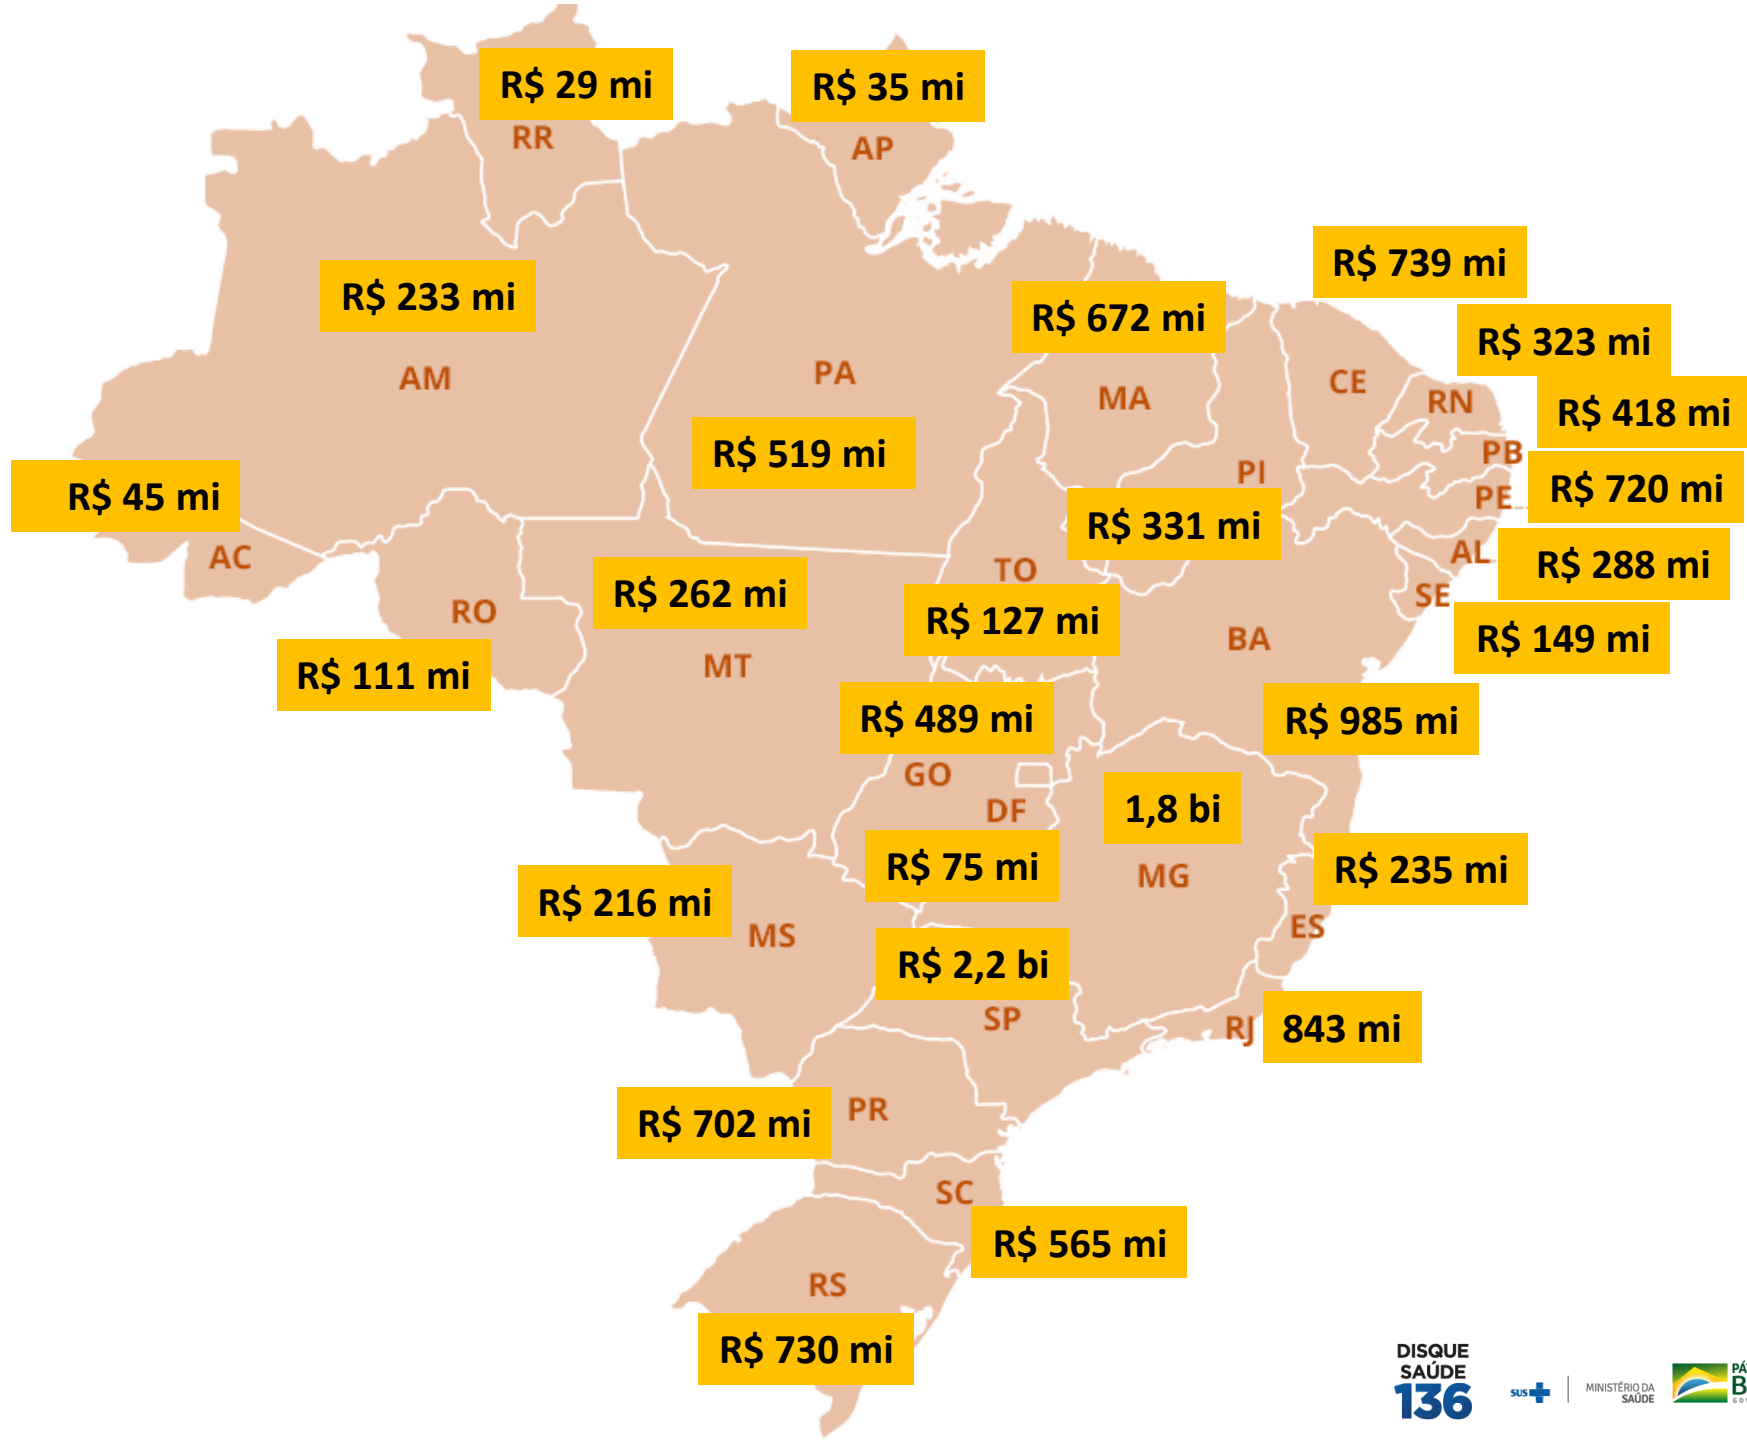 R$ 29 mi
RR
R$ 35 mi
AP
R$ 233 mi
AM
PA
R$ 519 mi
R$ 672 mi
MA
R$ 739 mi
CE
R$ 323 mi
RN
R$ 418 mi
PB
PI
R$ 331 mi
PE
R$ 720 mi
AL
R$ 288 mi
SE
R$ 149 mi
R$ 45 mi
AC
RO
R$ 111 mi
R$ 262 mi
MT
TO
R$ 127 mi
BA
R$ 985 mi
R$ 489 mi
GO
DF
R$ 75 mi
1,8 bi
MG
R$ 235 mi
ES
R$ 216 mi
MS
R$ 2,2 bi
SP
RJ
843 mi
R$ 702 mi
PR
SC
R$ 565 mi
RS
R$ 730 mi
DISQUE
SAÚDE
136
SUS
MINISTÉRIO DA
SAÚDE